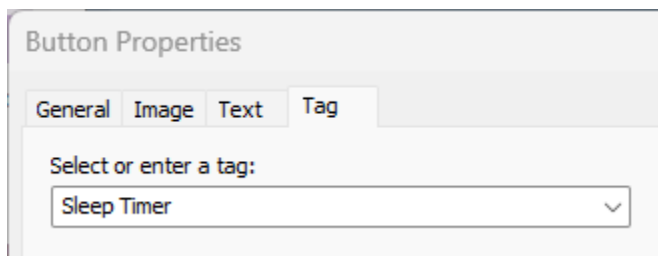 Button Properties
General Image Text Tag
Select or enter a tag:
Sleep Timer